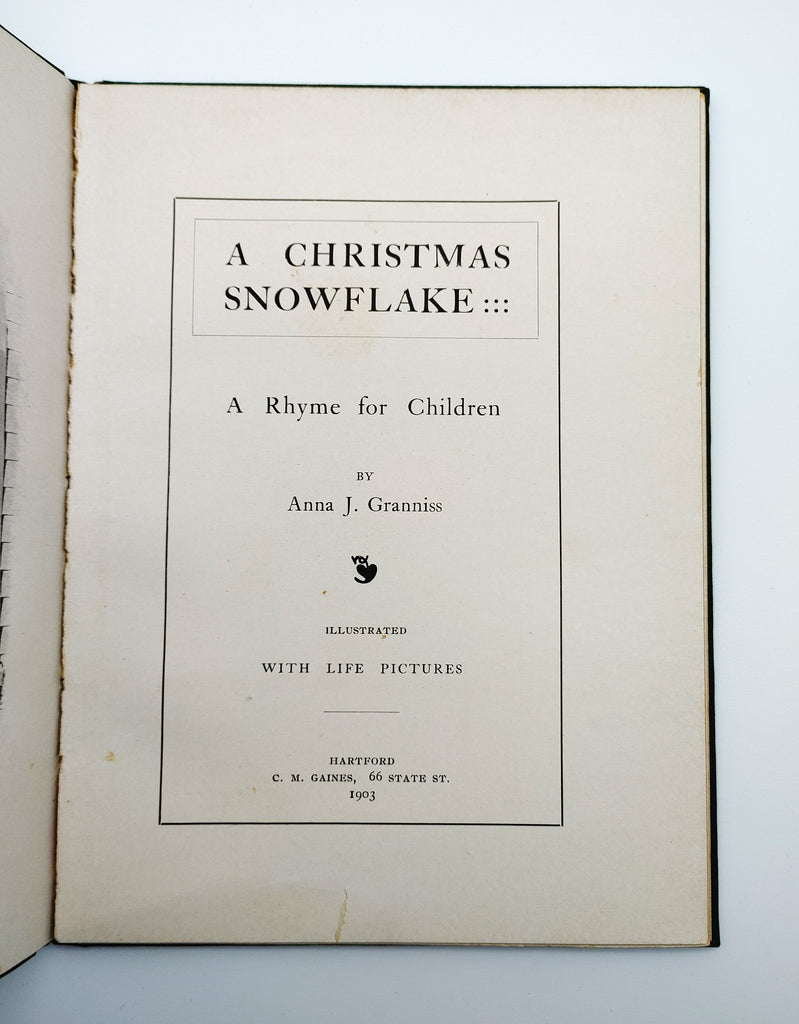 A CHRISTMAS
SNOWFLAKE :::
A Rhyme for Children
BY
Anna J. Granniss
ILLUSTRATED
WITH LIFE PICTURES
HARTFORD
C. M. GAINES, 66 STATE ST.
1903